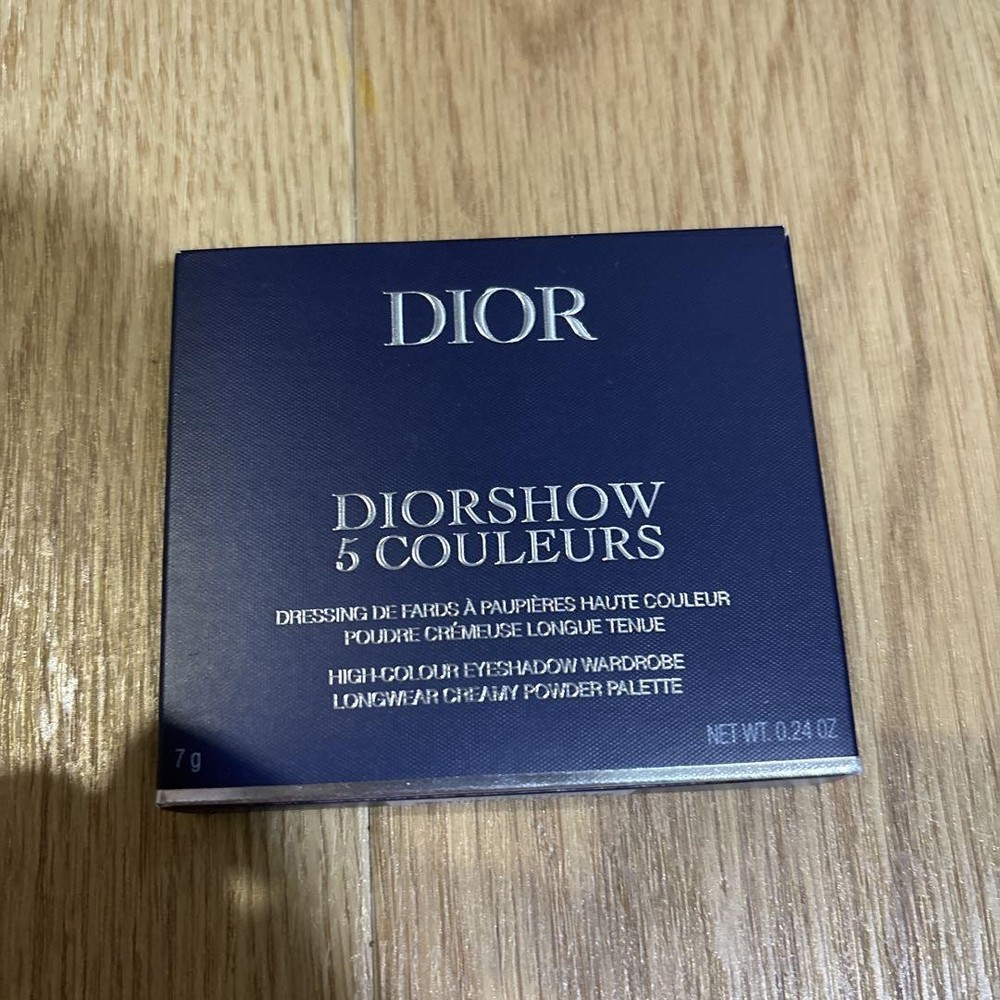 DIOR
DIORSHOW
5 COULEURS
DRESSING DE FARDS À PAUPIÈRES HAUTE COULEUR
POUDRE CRÉMEUSE LONGUE TENUE
HIGH-COLOUR EYESHADOW WARDROBE
LONGWEAR CREAMY POWDER PALETTE
7 g
NET WT. 0.24 OZ